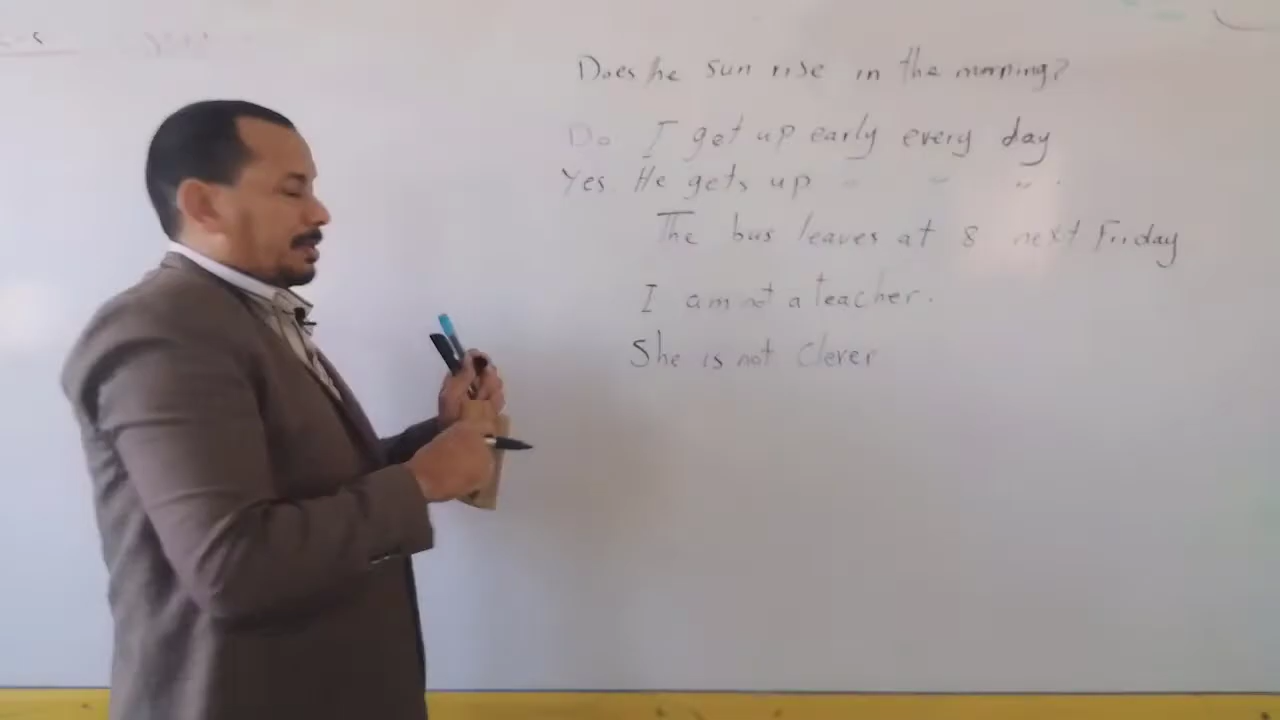 Does he sun rise in the morning?
Do I get up early every day
Yes. He gets up " " " .
The bus leaves at 8 next Friday
I am not a teacher.
She is not clever